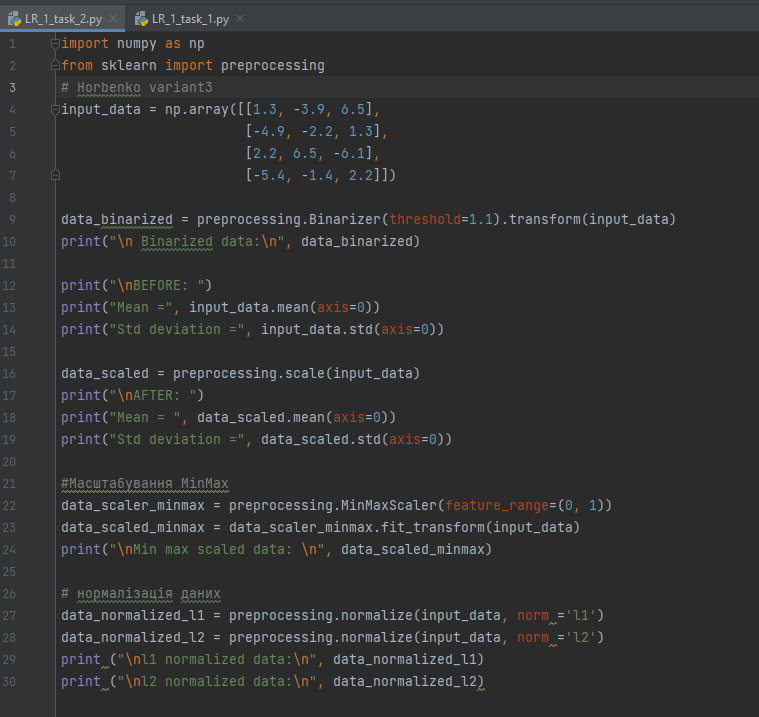 LR_1_task_2.py × LR_1_task_1.py ×
1 import numpy as np
2 from sklearn import preprocessing
3 # Horbenko variant3
4 input_data = np.array([[1.3, -3.9, 6.5],
5 [-4.9, -2.2, 1.3],
6 [2.2, 6.5, -6.1],
7 [-5.4, -1.4, 2.2]])
8
9 data_binarized = preprocessing.Binarizer(threshold=1.1).transform(input_data)
10 print("\n Binarized data:\n", data_binarized)
11
12 print("\nBEFORE: ")
13 print("Mean =", input_data.mean(axis=0))
14 print("Std deviation =", input_data.std(axis=0))
15
16 data_scaled = preprocessing.scale(input_data)
17 print("\nAFTER: ")
18 print("Mean = ", data_scaled.mean(axis=0))
19 print("Std deviation =", data_scaled.std(axis=0))
20
21 #Масштабування MinMax
22 data_scaler_minmax = preprocessing.MinMaxScaler(feature_range=(0, 1))
23 data_scaled_minmax = data_scaler_minmax.fit_transform(input_data)
24 print("\nMin max scaled data: \n", data_scaled_minmax)
25
26 # нормалізація даних
27 data_normalized_l1 = preprocessing.normalize(input_data, norm ='l1')
28 data_normalized_l2 = preprocessing.normalize(input_data, norm ='l2')
29 print ("\nl1 normalized data:\n", data_normalized_l1)
30 print ("\nl2 normalized data:\n", data_normalized_l2)